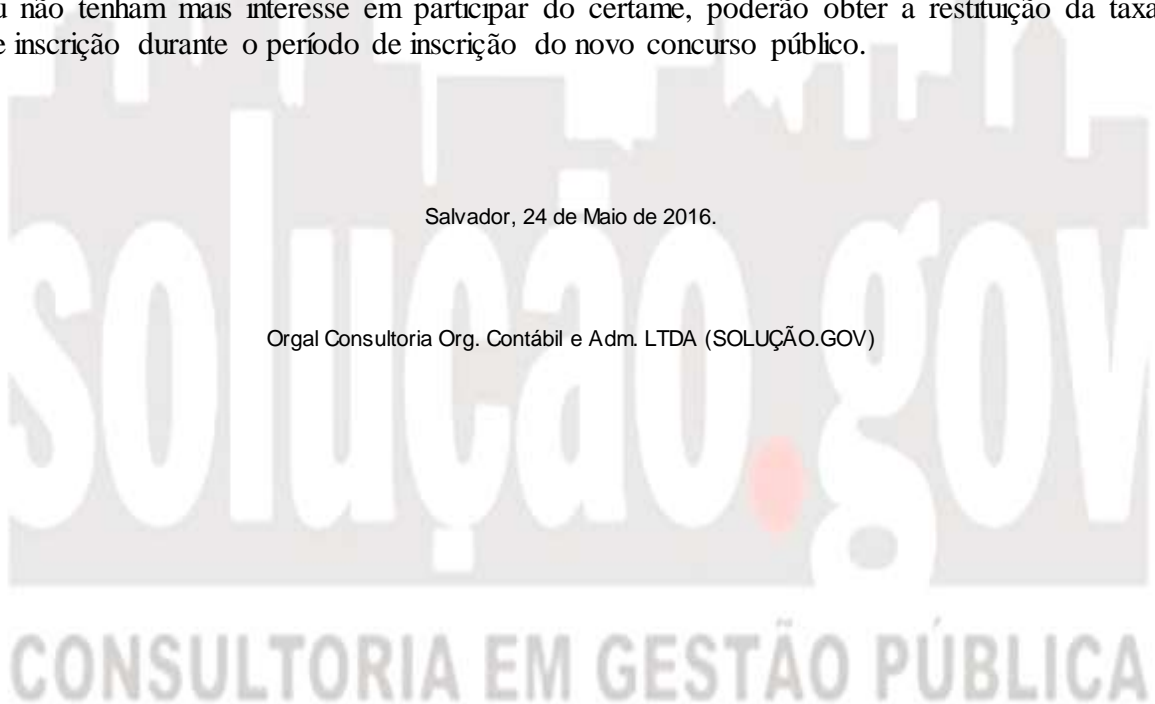 u não tenham mais interesse em participar do certame, poderão obter a restituição da taxa
e inscrição durante o período de inscrição do novo concurso público.
Salvador, 24 de Maio de 2016.
Orgal Consultoria Org. Contábil e Adm. LTDA (SOLUÇÃO.GOV)
solução.gov
CONSULTORIA EM GESTÃO PÚBLICA